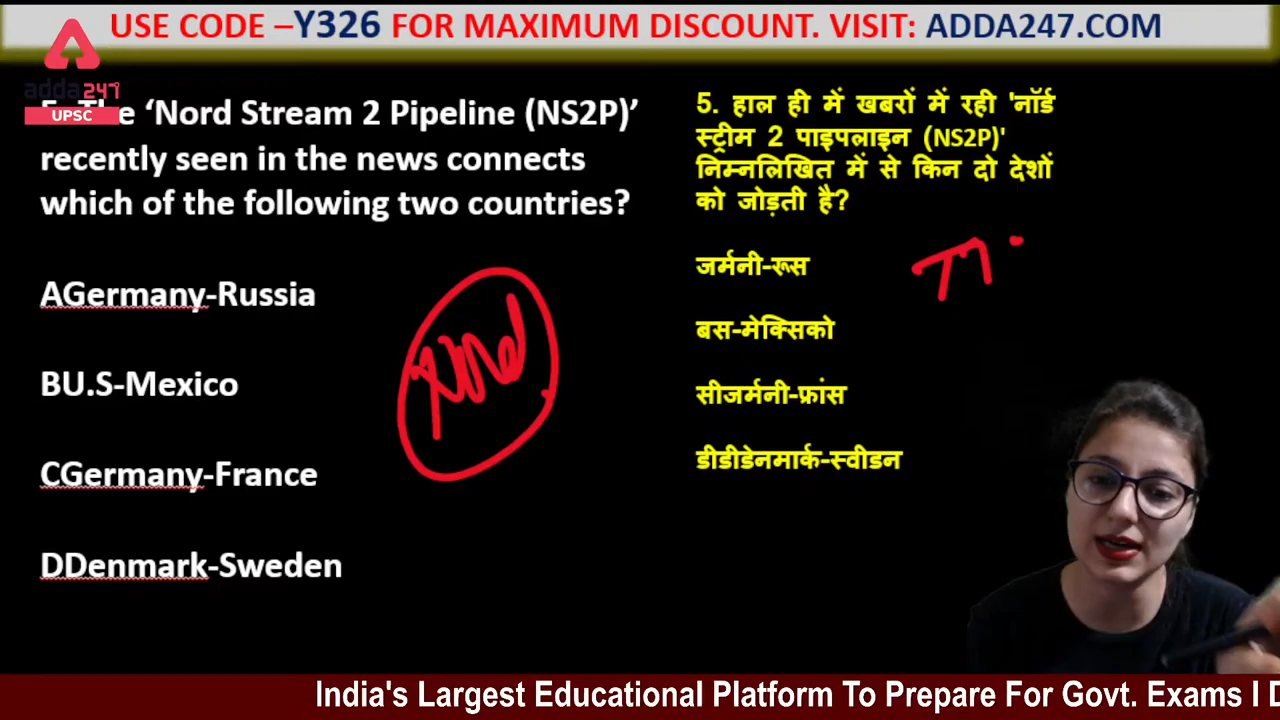 USE CODE –Y326 FOR MAXIMUM DISCOUNT. VISIT: ADDA247.COM
adda247
UPSC
5. The ‘Nord Stream 2 Pipeline (NS2P)’
recently seen in the news connects
which of the following two countries?
AGermany-Russia
BU.S-Mexico
CGermany-France
DDenmark-Sweden
Nord
5. हाल ही में खबरों में रही 'नॉर्ड
स्ट्रीम 2 पाइपलाइन (NS2P)'
निम्नलिखित में से किन दो देशों
को जोड़ती है?
जर्मनी-रूस
बस-मेक्सिको
सीजर्मनी-फ्रांस
डीडीडेनमार्क-स्वीडन
India's Largest Educational Platform To Prepare For Govt. Exams I